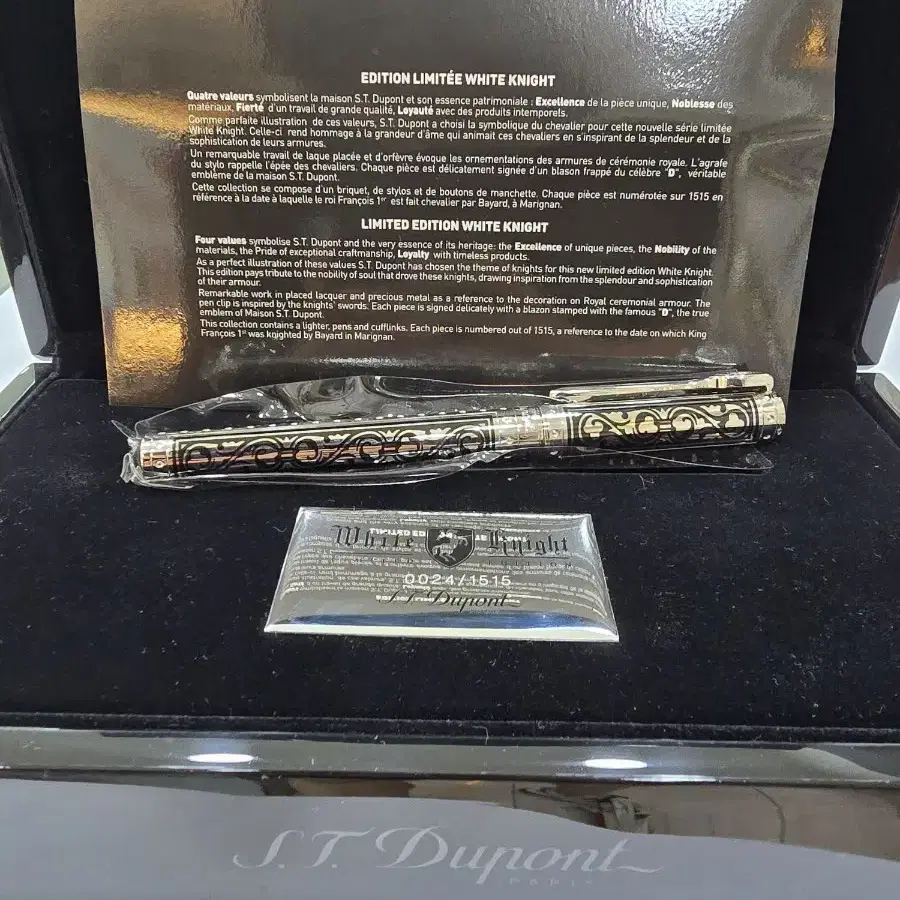 EDITION LIMITÉE WHITE KNIGHT
Quatre valeurs symbolisent la maison S.T. Dupont et son essence patrimoniale : Excellence de la pièce unique, Noblesse des
matériaux, Fierté d'un travail de grande qualité, Loyauté avec des produits intemporels.
Comme parfaite illustration de ces valeurs, S.T. Dupont a choisi la symbolique du chevalier pour cette nouvelle série limitée
White Knight. Celle-ci rend hommage à la grandeur d'âme qui animait ces chevaliers en s'inspirant de la splendeur et de la
sophistication de leurs armures.
Un remarquable travail de laque placée et d'orfèvre évoque les ornementations des armures de cérémonie royale. L'agrafe
du stylo rappelle l'épée des chevaliers. Chaque pièce est délicatement signée d'un blason frappé du célèbre "D", véritable
emblème de la maison S.T. Dupont.
Cette collection se compose d'un briquet, de stylos et de boutons de manchette. Chaque pièce est numérotée sur 1515 en
référence à la date à laquelle le roi François 1er est fait chevalier par Bayard, à Marignan.
LIMITED EDITION WHITE KNIGHT
Four values symbolise S.T. Dupont and the very essence of its heritage: the Excellence of unique pieces, the Nobility of the
materials, the Pride of exceptional craftmanship, Loyalty with timeless products.
As a perfect illustration of these values S.T. Dupont has chosen the theme of knights for this new limited edition White Knight.
This edition pays tribute to the nobility of soul that drove these knights, drawing inspiration from the splendour and sophistication
of their armour.
Remarkable work in placed lacquer and precious metal as a reference to the decoration on Royal ceremonial armour. The
pen clip is inspired by the knights' swords. Each piece is signed delicately with a blazon stamped with the famous "D", the true
emblem of Maison S.T. Dupont.
This collection contains a lighter, pens and cufflinks. Each piece is numbered out of 1515, a reference to the date on which King
François 1st was knighted by Bayard in Marignan.
White Knight
0024/1515
S.T. Dupont
S.T. Dupont
PARIS